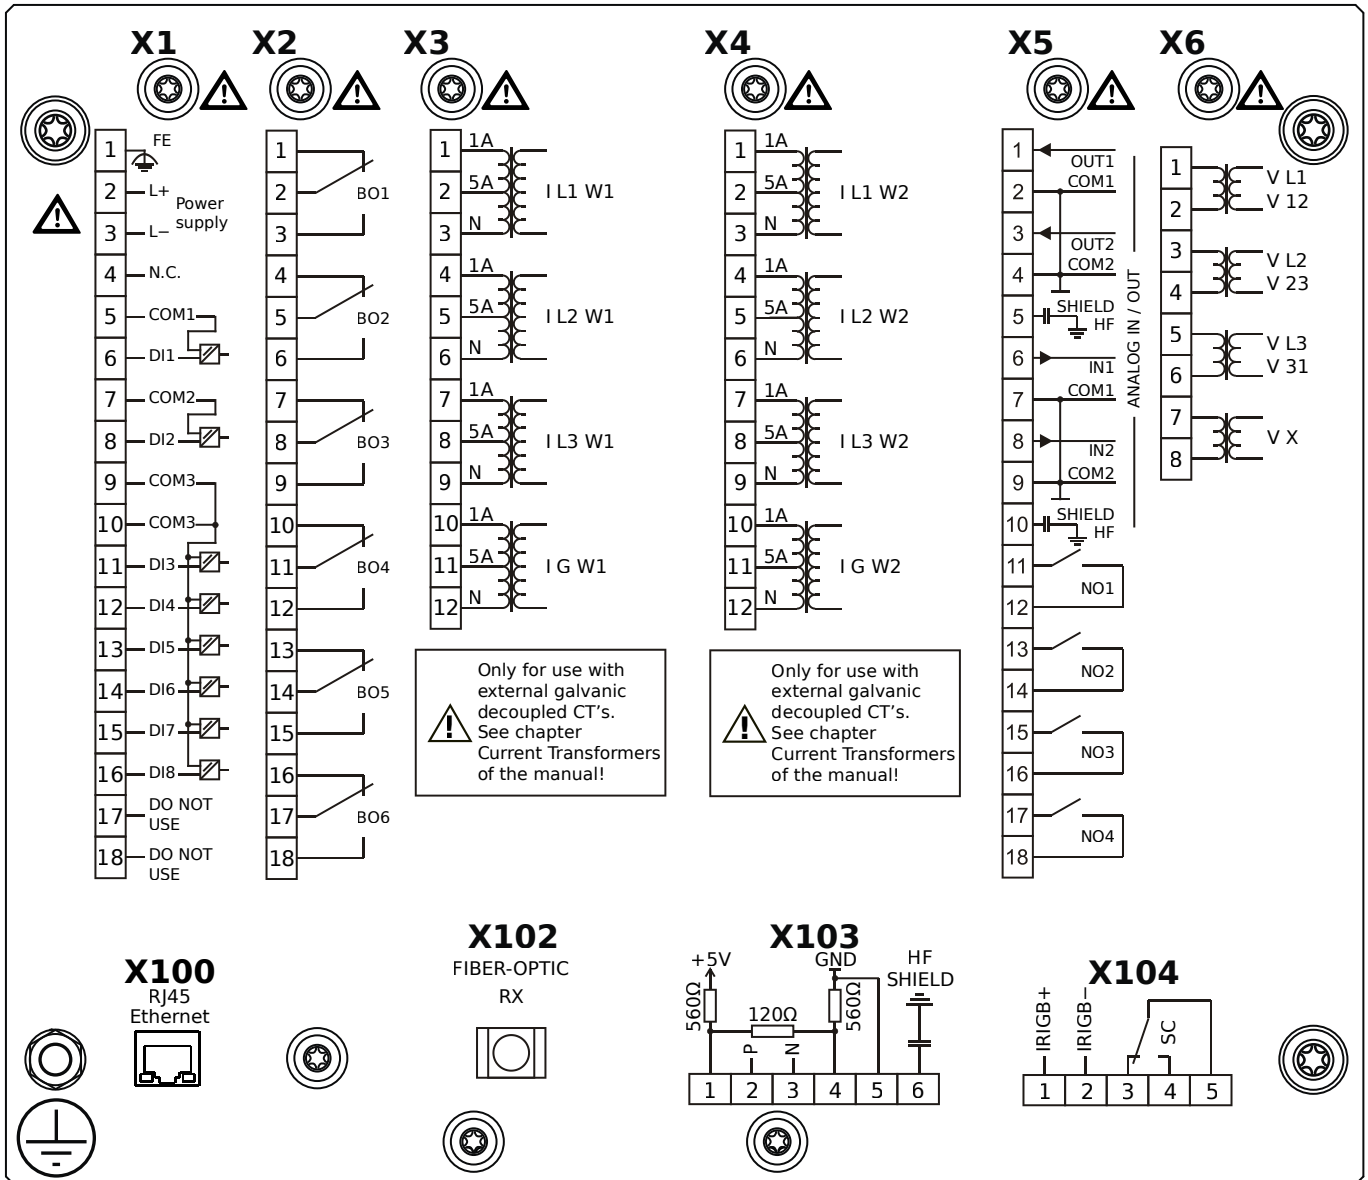 X1 X2 X3 X4 X5 X6
1 FE
2 L+
Power
supply
3 L−
4 N.C.
5 COM1
6 DI1
7 COM2
8 DI2
9 COM3
10 COM3
11 DI3
12 DI4
13 DI5
14 DI6
15 DI7
16 DI8
17 DO NOT
USE
18 DO NOT
USE
1
2 BO1
3
4
5 BO2
6
7
8 BO3
9
10
11 BO4
12
13
14 BO5
15
16
17 BO6
18
1 1A
2 5A I L1 W1
3 N
4 1A
5 5A I L2 W1
6 N
7 1A
8 5A I L3 W1
9 N
10 1A
11 5A I G W1
12 N
Only for use with
external galvanic
decoupled CT's.
See chapter
Current Transformers
of the manual!
1 1A
2 5A I L1 W2
3 N
4 1A
5 5A I L2 W2
6 N
7 1A
8 5A I L3 W2
9 N
10 1A
11 5A I G W2
12 N
Only for use with
external galvanic
decoupled CT's.
See chapter
Current Transformers
of the manual!
1 OUT1
2 COM1
3 OUT2
4 COM2
5 SHIELD
HF
6 IN1
7 COM1
8 IN2
9 COM2
10 SHIELD
HF
ANALOG IN / OUT
11
NO1
12
13
NO2
14
15
NO3
16
17
NO4
18
1 V L1
2 V 12
3 V L2
4 V 23
5 V L3
6 V 31
7
V X
8
X100
RJ45
Ethernet
X102
FIBER-OPTIC
RX
X103
+5V GND HF
SHIELD
560Ω 120Ω 560Ω
P N
1 2 3 4 5 6
X104
IRIGB+ IRIGB− SC
1 2 3 4 5